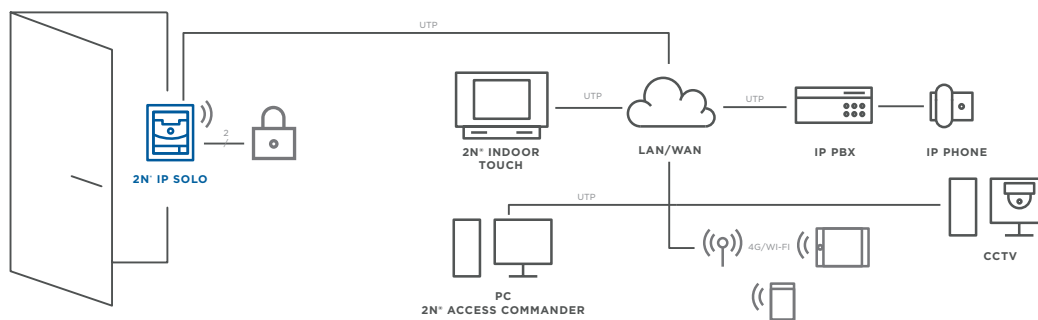 UTP
2
2N® IP SOLO
2N® INDOOR
TOUCH
UTP
LAN/WAN
UTP
IP PBX
IP PHONE
UTP
4G/WI-FI
CCTV
PC
2N® ACCESS COMMANDER